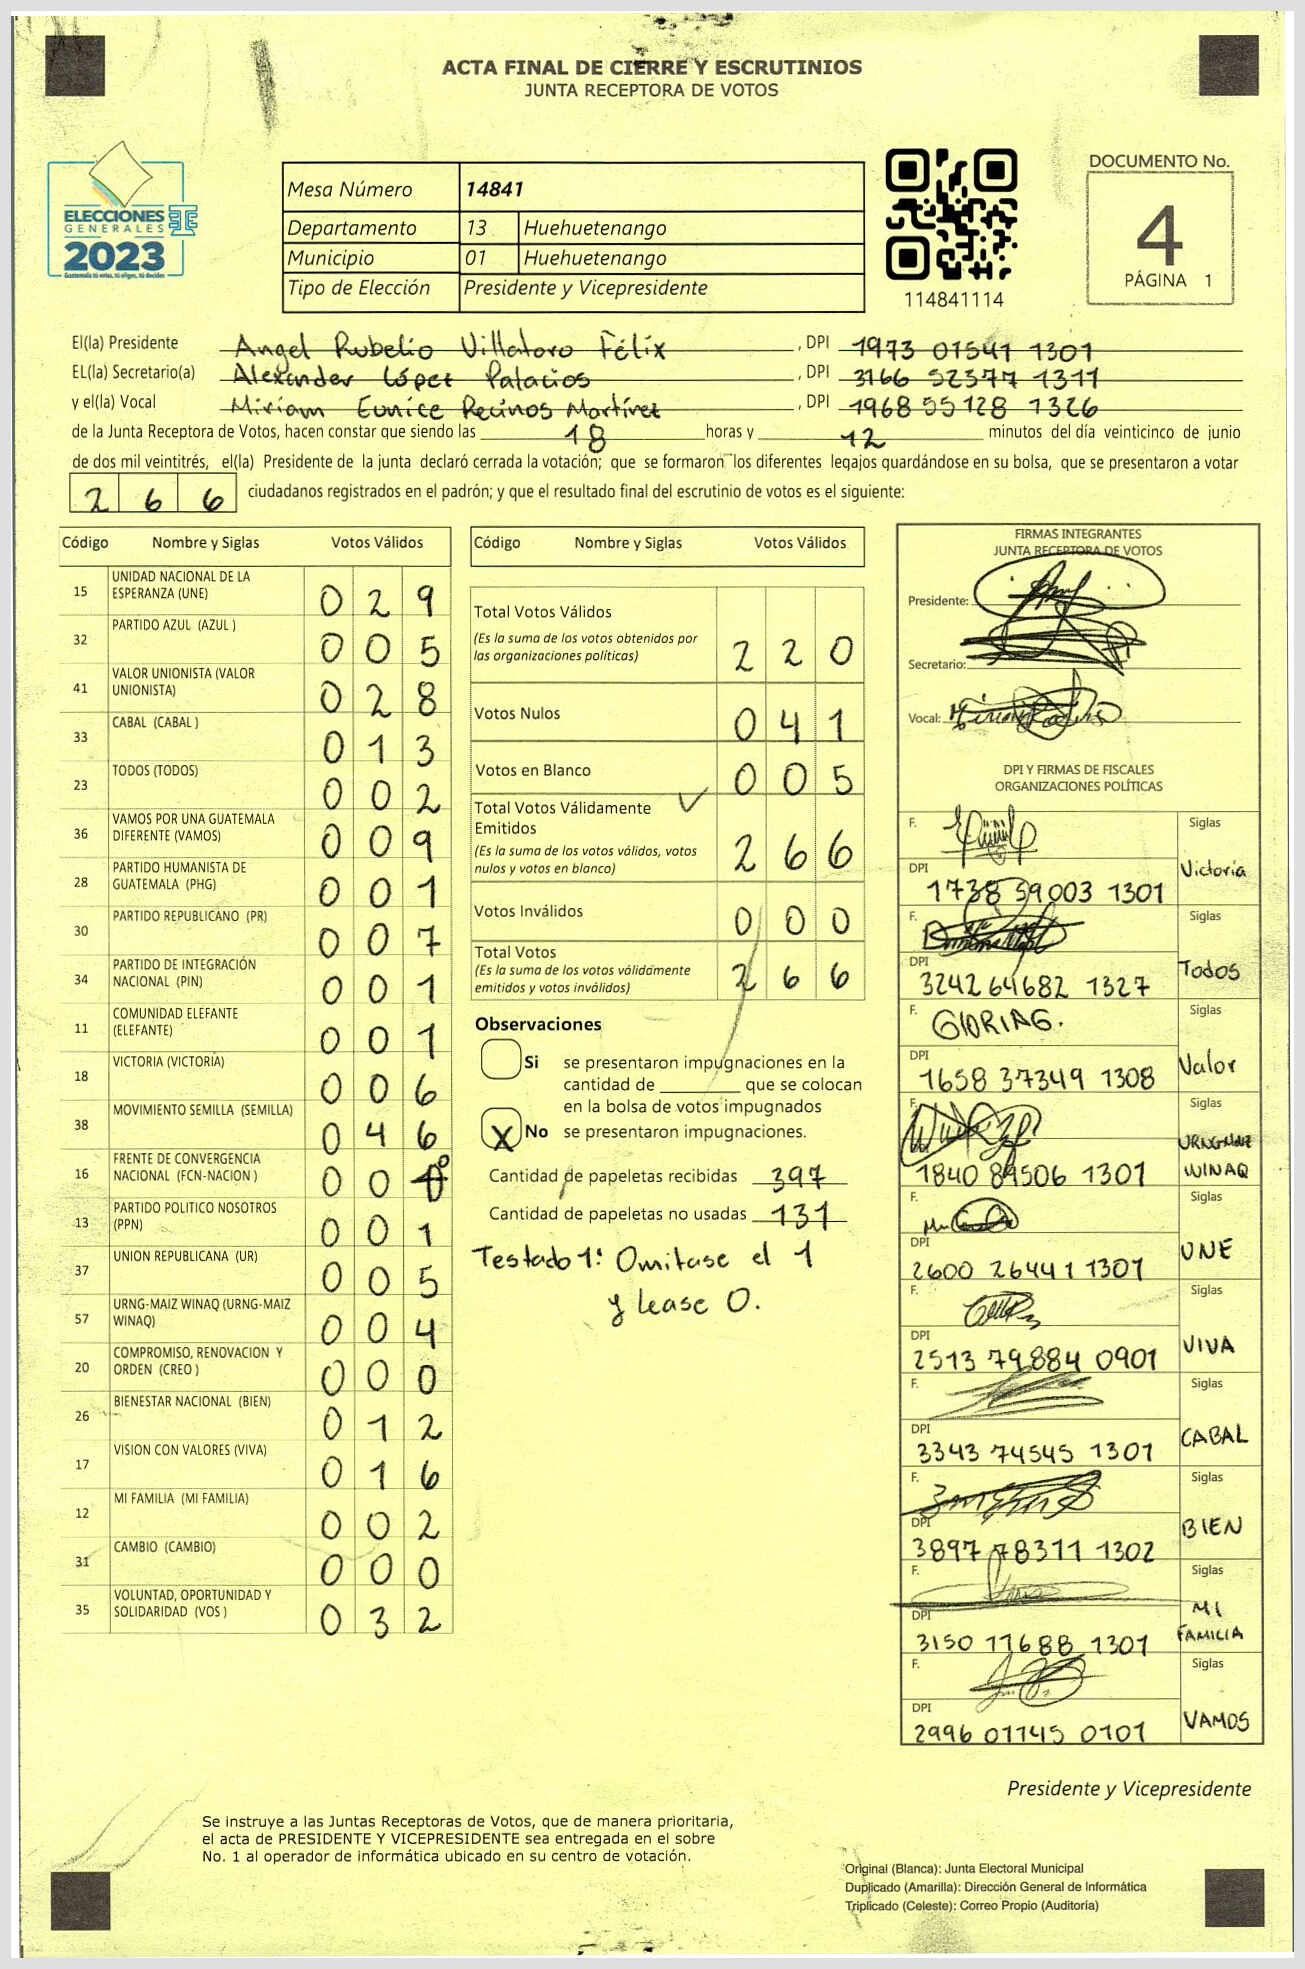 ACTA FINAL DE CIERRE Y ESCRUTINIOS
JUNTA RECEPTORA DE VOTOS
ELECCIONES
GENERALES
2023
Guatemala tú votas, tú eliges, tú decides
Mesa Número 14841
Departamento 13 Huehuetenango
Municipio 01 Huehuetenango
Tipo de Elección Presidente y Vicepresidente
114841114
DOCUMENTO No.
4
PÁGINA 1
El(la) Presidente Angel Rubelio Villatoro Félix , DPI 1973 01541 1301
EL(la) Secretario(a) Alexander López Palacios , DPI 3166 52377 1311
y el(la) Vocal Miriam Eunice Recinos Martínez , DPI 1968 55128 1326
de la Junta Receptora de Votos, hacen constar que siendo las 18 horas y 12 minutos del día veinticinco de junio
de dos mil veintitrés, el(la) Presidente de la junta declaró cerrada la votación; que se formaron los diferentes legajos guardándose en su bolsa, que se presentaron a votar
2 6 6 ciudadanos registrados en el padrón; y que el resultado final del escrutinio de votos es el siguiente:
Código Nombre y Siglas Votos Válidos
15 UNIDAD NACIONAL DE LA ESPERANZA (UNE) 0 2 9
32 PARTIDO AZUL (AZUL ) 0 0 5
41 VALOR UNIONISTA (VALOR UNIONISTA) 0 2 8
33 CABAL (CABAL ) 0 1 3
23 TODOS (TODOS) 0 0 2
36 VAMOS POR UNA GUATEMALA DIFERENTE (VAMOS) 0 0 9
28 PARTIDO HUMANISTA DE GUATEMALA (PHG) 0 0 1
30 PARTIDO REPUBLICANO (PR) 0 0 7
34 PARTIDO DE INTEGRACIÓN NACIONAL (PIN) 0 0 1
11 COMUNIDAD ELEFANTE (ELEFANTE) 0 0 1
18 VICTORIA (VICTORIA) 0 0 6
38 MOVIMIENTO SEMILLA (SEMILLA) 0 4 6
16 FRENTE DE CONVERGENCIA NACIONAL (FCN-NACION ) 0 0 0
13 PARTIDO POLITICO NOSOTROS (PPN) 0 0 1
37 UNION REPUBLICANA (UR) 0 0 5
57 URNG-MAIZ WINAQ (URNG-MAIZ WINAQ) 0 0 4
20 COMPROMISO, RENOVACION Y ORDEN (CREO ) 0 0 0
26 BIENESTAR NACIONAL (BIEN) 0 1 2
17 VISION CON VALORES (VIVA) 0 1 6
12 MI FAMILIA (MI FAMILIA) 0 0 2
31 CAMBIO (CAMBIO) 0 0 0
35 VOLUNTAD, OPORTUNIDAD Y SOLIDARIDAD (VOS ) 0 3 2
Código Nombre y Siglas Votos Válidos
Total Votos Válidos
(Es la suma de los votos obtenidos por
las organizaciones políticas) 2 2 0
Votos Nulos 0 4 1
Votos en Blanco 0 0 5
Total Votos Válidamente
Emitidos
(Es la suma de los votos válidos, votos
nulos y votos en blanco) 2 6 6
Votos Inválidos 0 0 0
Total Votos
(Es la suma de los votos válidamente
emitidos y votos inválidos) 2 6 6
Observaciones
Si se presentaron impugnaciones en la
cantidad de ________ que se colocan
en la bolsa de votos impugnados
X No se presentaron impugnaciones.
Cantidad de papeletas recibidas 397
Cantidad de papeletas no usadas 131
Testado 1: Omitase el 1
y lease 0.
FIRMAS INTEGRANTES
JUNTA RECEPTORA DE VOTOS
Presidente:
Secretario:
Vocal:
DPI Y FIRMAS DE FISCALES
ORGANIZACIONES POLÍTICAS
F. Siglas
DPI 1738 59003 1301 Victoria
F. Siglas
DPI 3242 64682 1327 Todos
F. GLORIAG. Siglas
DPI 1658 37349 1308 Valor
F. Siglas
DPI 1840 89506 1301 URNG MAIZ WINAQ
F. Siglas
DPI 2600 26441 1301 UNE
F. Siglas
DPI 2513 79884 0901 VIVA
F. Siglas
DPI 3343 74545 1301 CABAL
F. Siglas
DPI 3897 78311 1302 BIEN
F. Siglas
DPI 3150 11688 1301 MI FAMILIA
F. Siglas
DPI 2996 01145 0101 VAMOS
Presidente y Vicepresidente
Se instruye a las Juntas Receptoras de Votos, que de manera prioritaria,
el acta de PRESIDENTE Y VICEPRESIDENTE sea entregada en el sobre
No. 1 al operador de informática ubicado en su centro de votación.
Original (Blanca): Junta Electoral Municipal
Duplicado (Amarilla): Dirección General de Informática
Triplicado (Celeste): Correo Propio (Auditoría)